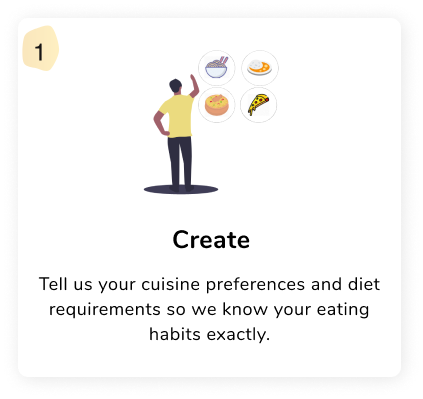 1
Create
Tell us your cuisine preferences and diet
requirements so we know your eating
habits exactly.